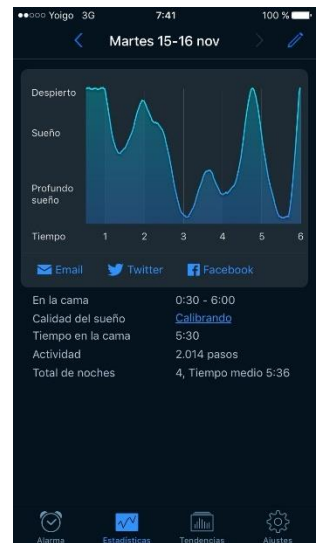 Yoigo 3G 7:41 100 %
Martes 15-16 nov
Despierto
Sueño
Profundo
sueño
Tiempo 1 2 3 4 5 6
Email Twitter Facebook
En la cama 0:30 - 6:00
Calidad del sueño Calibrando
Tiempo en la cama 5:30
Actividad 2.014 pasos
Total de noches 4, Tiempo medio 5:36
Alarma Estadísticas Tendencias Ajustes